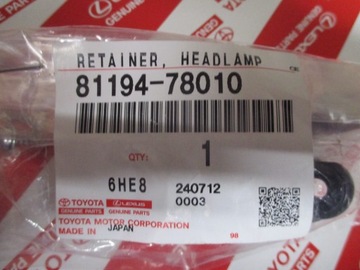 RETAINER, HEADLAMP
81194-78010
QTY: 1
6HE8
240712
0003
TOYOTA LEXUS
GENUINE PARTS GENUINE PARTS
TOYOTA MOTOR CORPORATION
MADE IN JAPAN
98